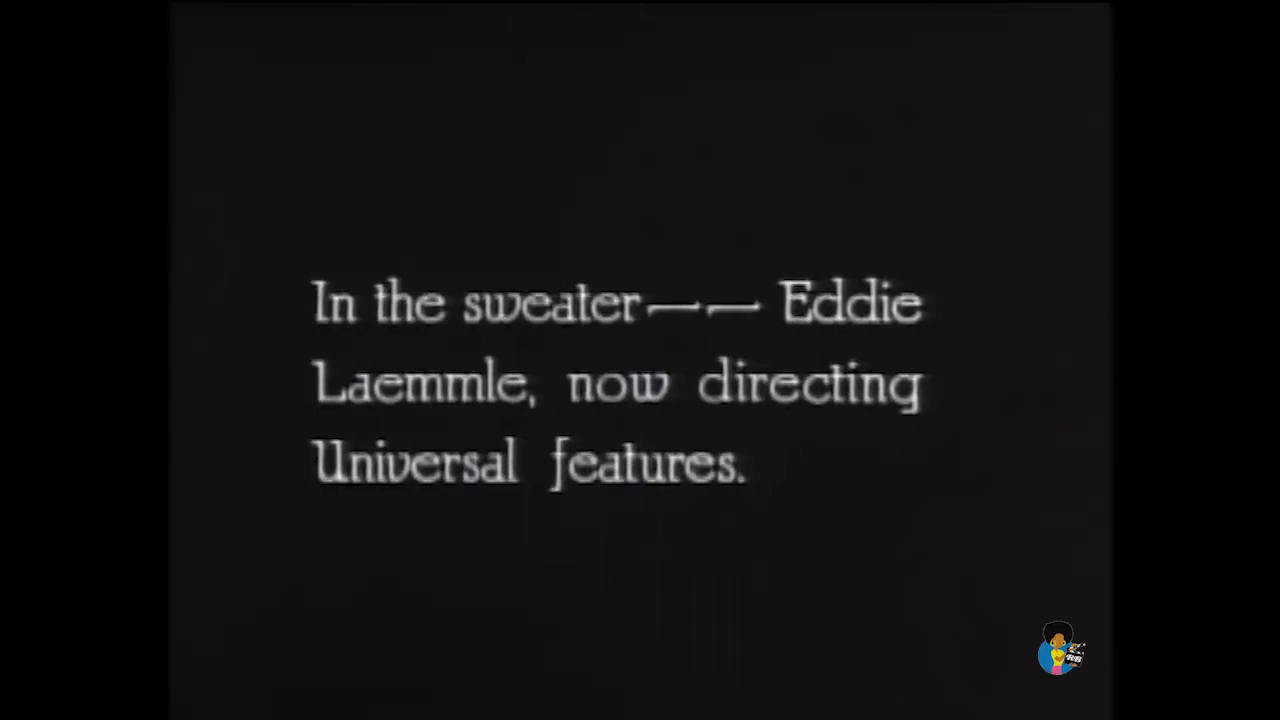 In the sweater—— Eddie
Laemmle, now directing
Universal features.